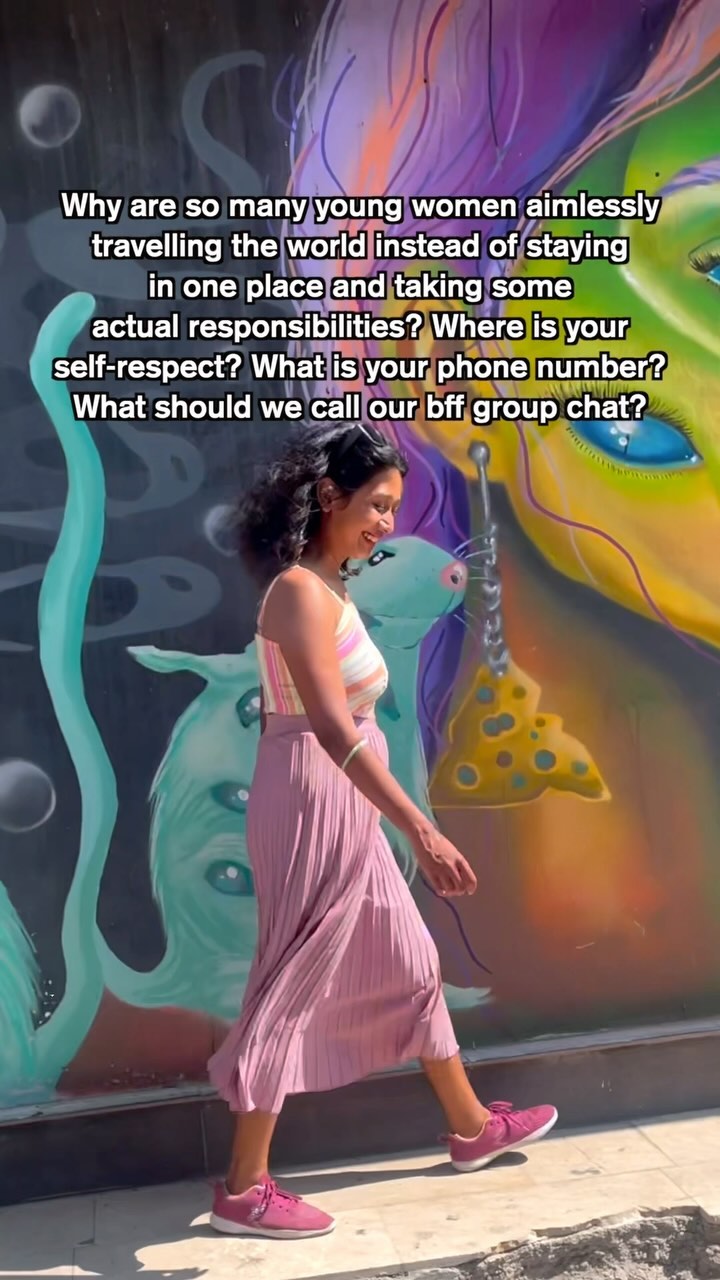 Why are so many young women aimlessly
travelling the world instead of staying
in one place and taking some
actual responsibilities? Where is your
self-respect? What is your phone number?
What should we call our bff group chat?